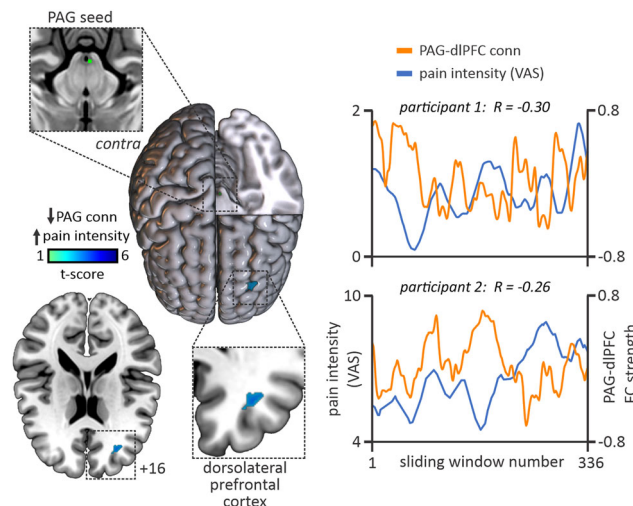 PAG seed
contra
↓PAG conn
↑ pain intensity
1 6
t-score
+16
dorsolateral
prefrontal
cortex
PAG-dlPFC conn
pain intensity (VAS)
participant 1: R = -0.30
2 0.8
0 -0.8
participant 2: R = -0.26
10 0.8
pain intensity
(VAS)
PAG-dlPFC
FC strength
4 -0.8
1 sliding window number 336